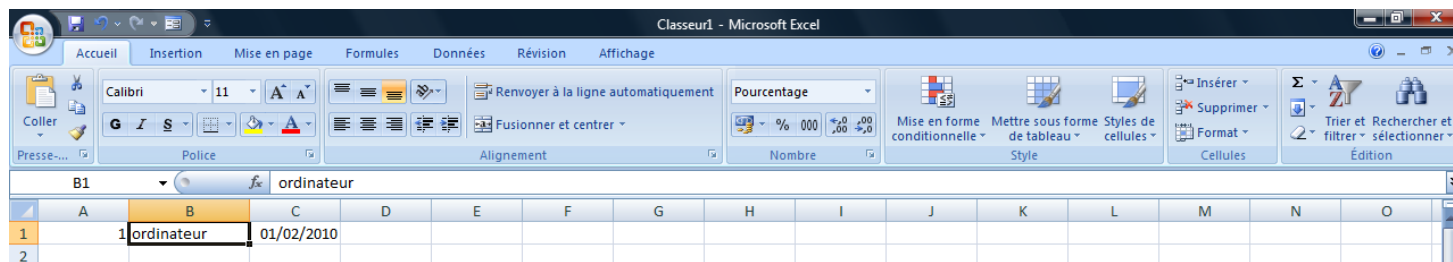 Classeur1 - Microsoft Excel
Accueil Insertion Mise en page Formules Données Révision Affichage
Coller
Calibri 11 A A
G I S A
Renvoyer à la ligne automatiquement
Fusionner et centrer
Pourcentage
% 000 ,00 ,0
Mise en forme conditionnelle
Mettre sous forme de tableau
Styles de cellules
Insérer
Supprimer
Format
Σ
Trier et filtrer
Rechercher et sélectionner
Presse-... Police Alignement Nombre Style Cellules Édition
B1 fx ordinateur
A B C D E F G H I J K L M N O
1 1 ordinateur 01/02/2010
2